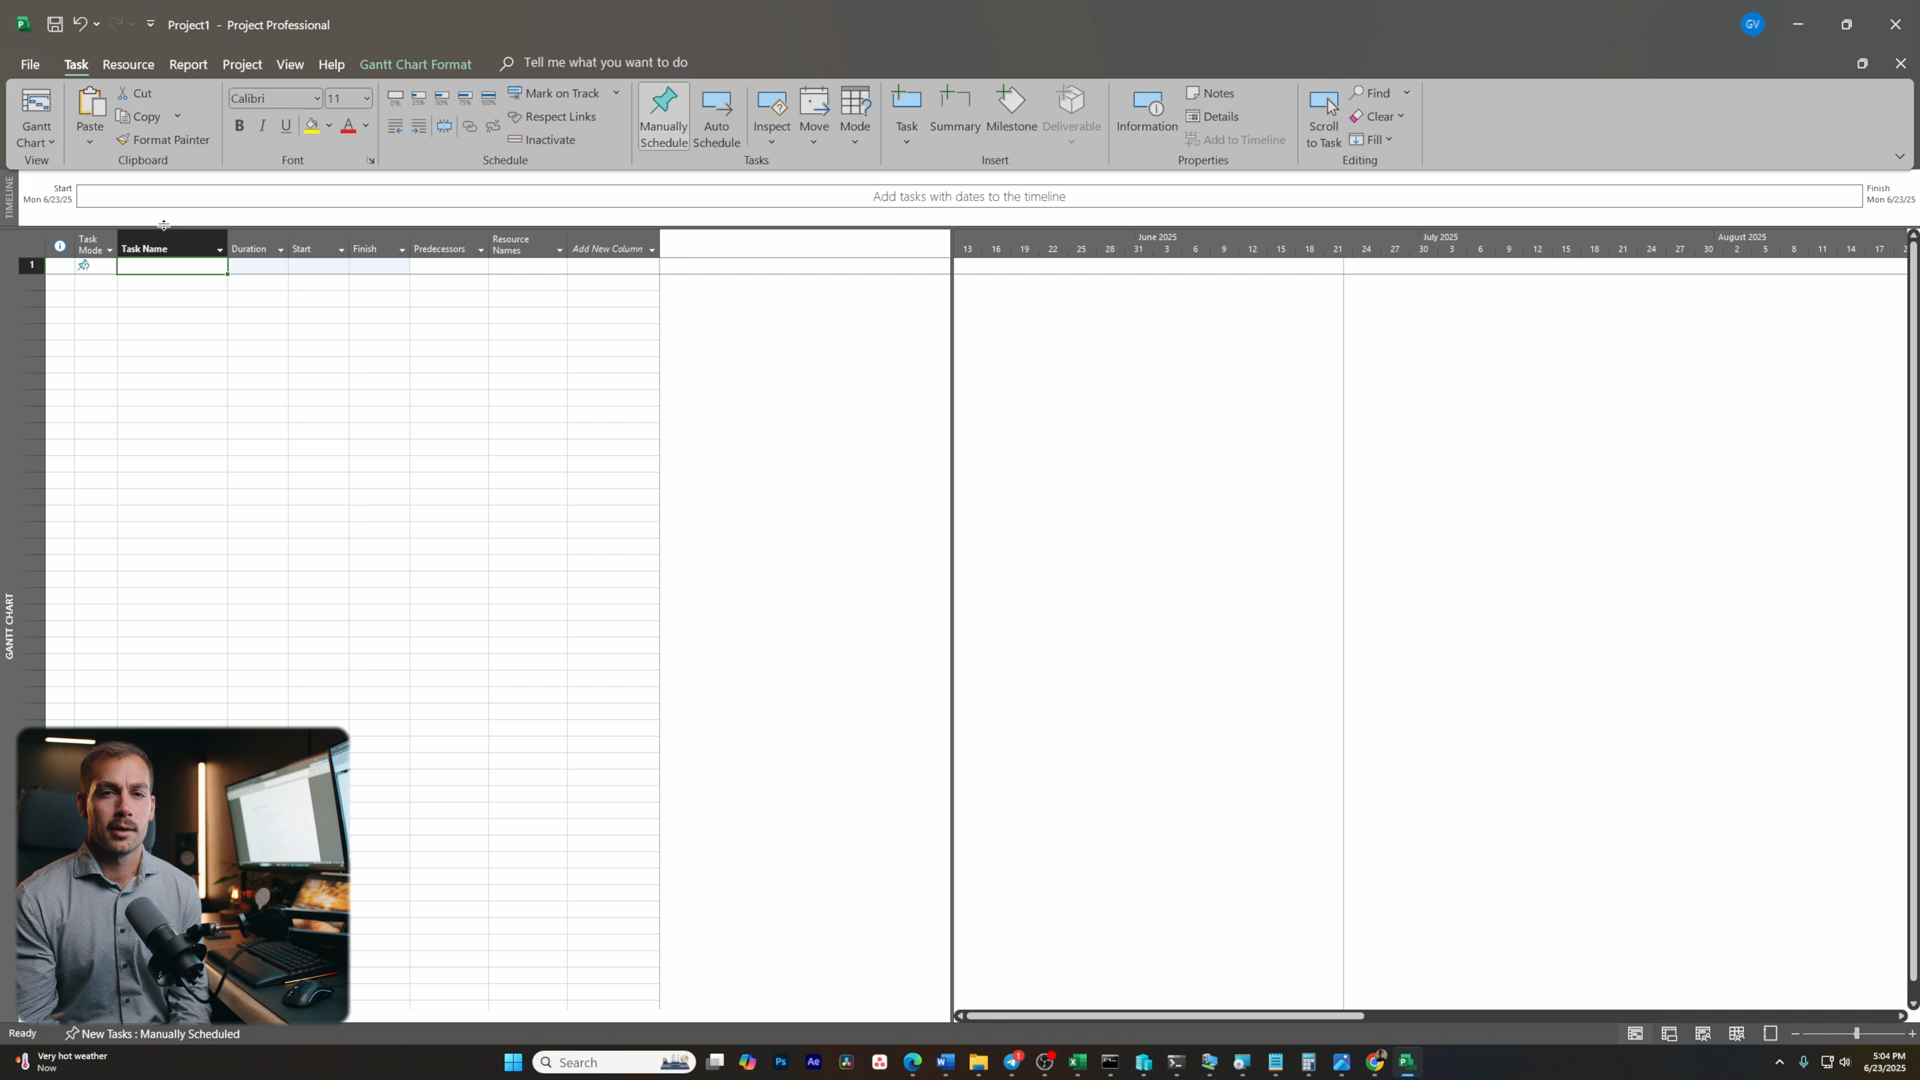 Project1 - Project Professional
GV
File Task Resource Report Project View Help Gantt Chart Format Tell me what you want to do
Gantt Chart
View
Paste
Cut
Copy
Format Painter
Clipboard
Calibri 11
B I U A
Font
0% 25% 50% 75% 100%
Mark on Track
Respect Links
Inactivate
Schedule
Manually Schedule
Auto Schedule
Inspect Move Mode
Tasks
Task Summary Milestone Deliverable
Insert
Information
Notes
Details
Add to Timeline
Properties
Scroll to Task
Find
Clear
Fill
Editing
TIMELINE
Start
Mon 6/23/25
Add tasks with dates to the timeline
Finish
Mon 6/23/25
Task Mode Task Name Duration Start Finish Predecessors Resource Names Add New Column
June 2025 July 2025 August 2025
13 16 19 22 25 28 31 3 6 9 12 15 18 21 24 27 30 3 6 9 12 15 18 21 24 27 30 2 5 8 11 14 17
1
GANTT CHART
Ready New Tasks : Manually Scheduled
Very hot weather
Now
Search
Ps Ae
5:04 PM
6/23/2025